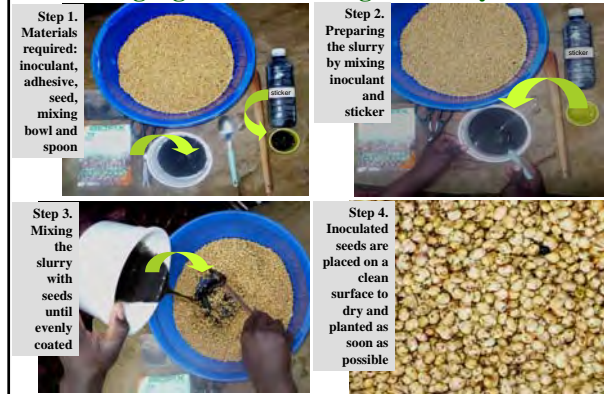 Step 1.
Materials
required:
inoculant,
adhesive,
seed,
mixing
bowl and
spoon
sticker
Step 2.
Preparing
the slurry
by mixing
inoculant
and
sticker
sticker
Step 3.
Mixing
the
slurry
with
seeds
until
evenly
coated
Step 4.
Inoculated
seeds are
placed on a
clean
surface to
dry and
planted as
soon as
possible